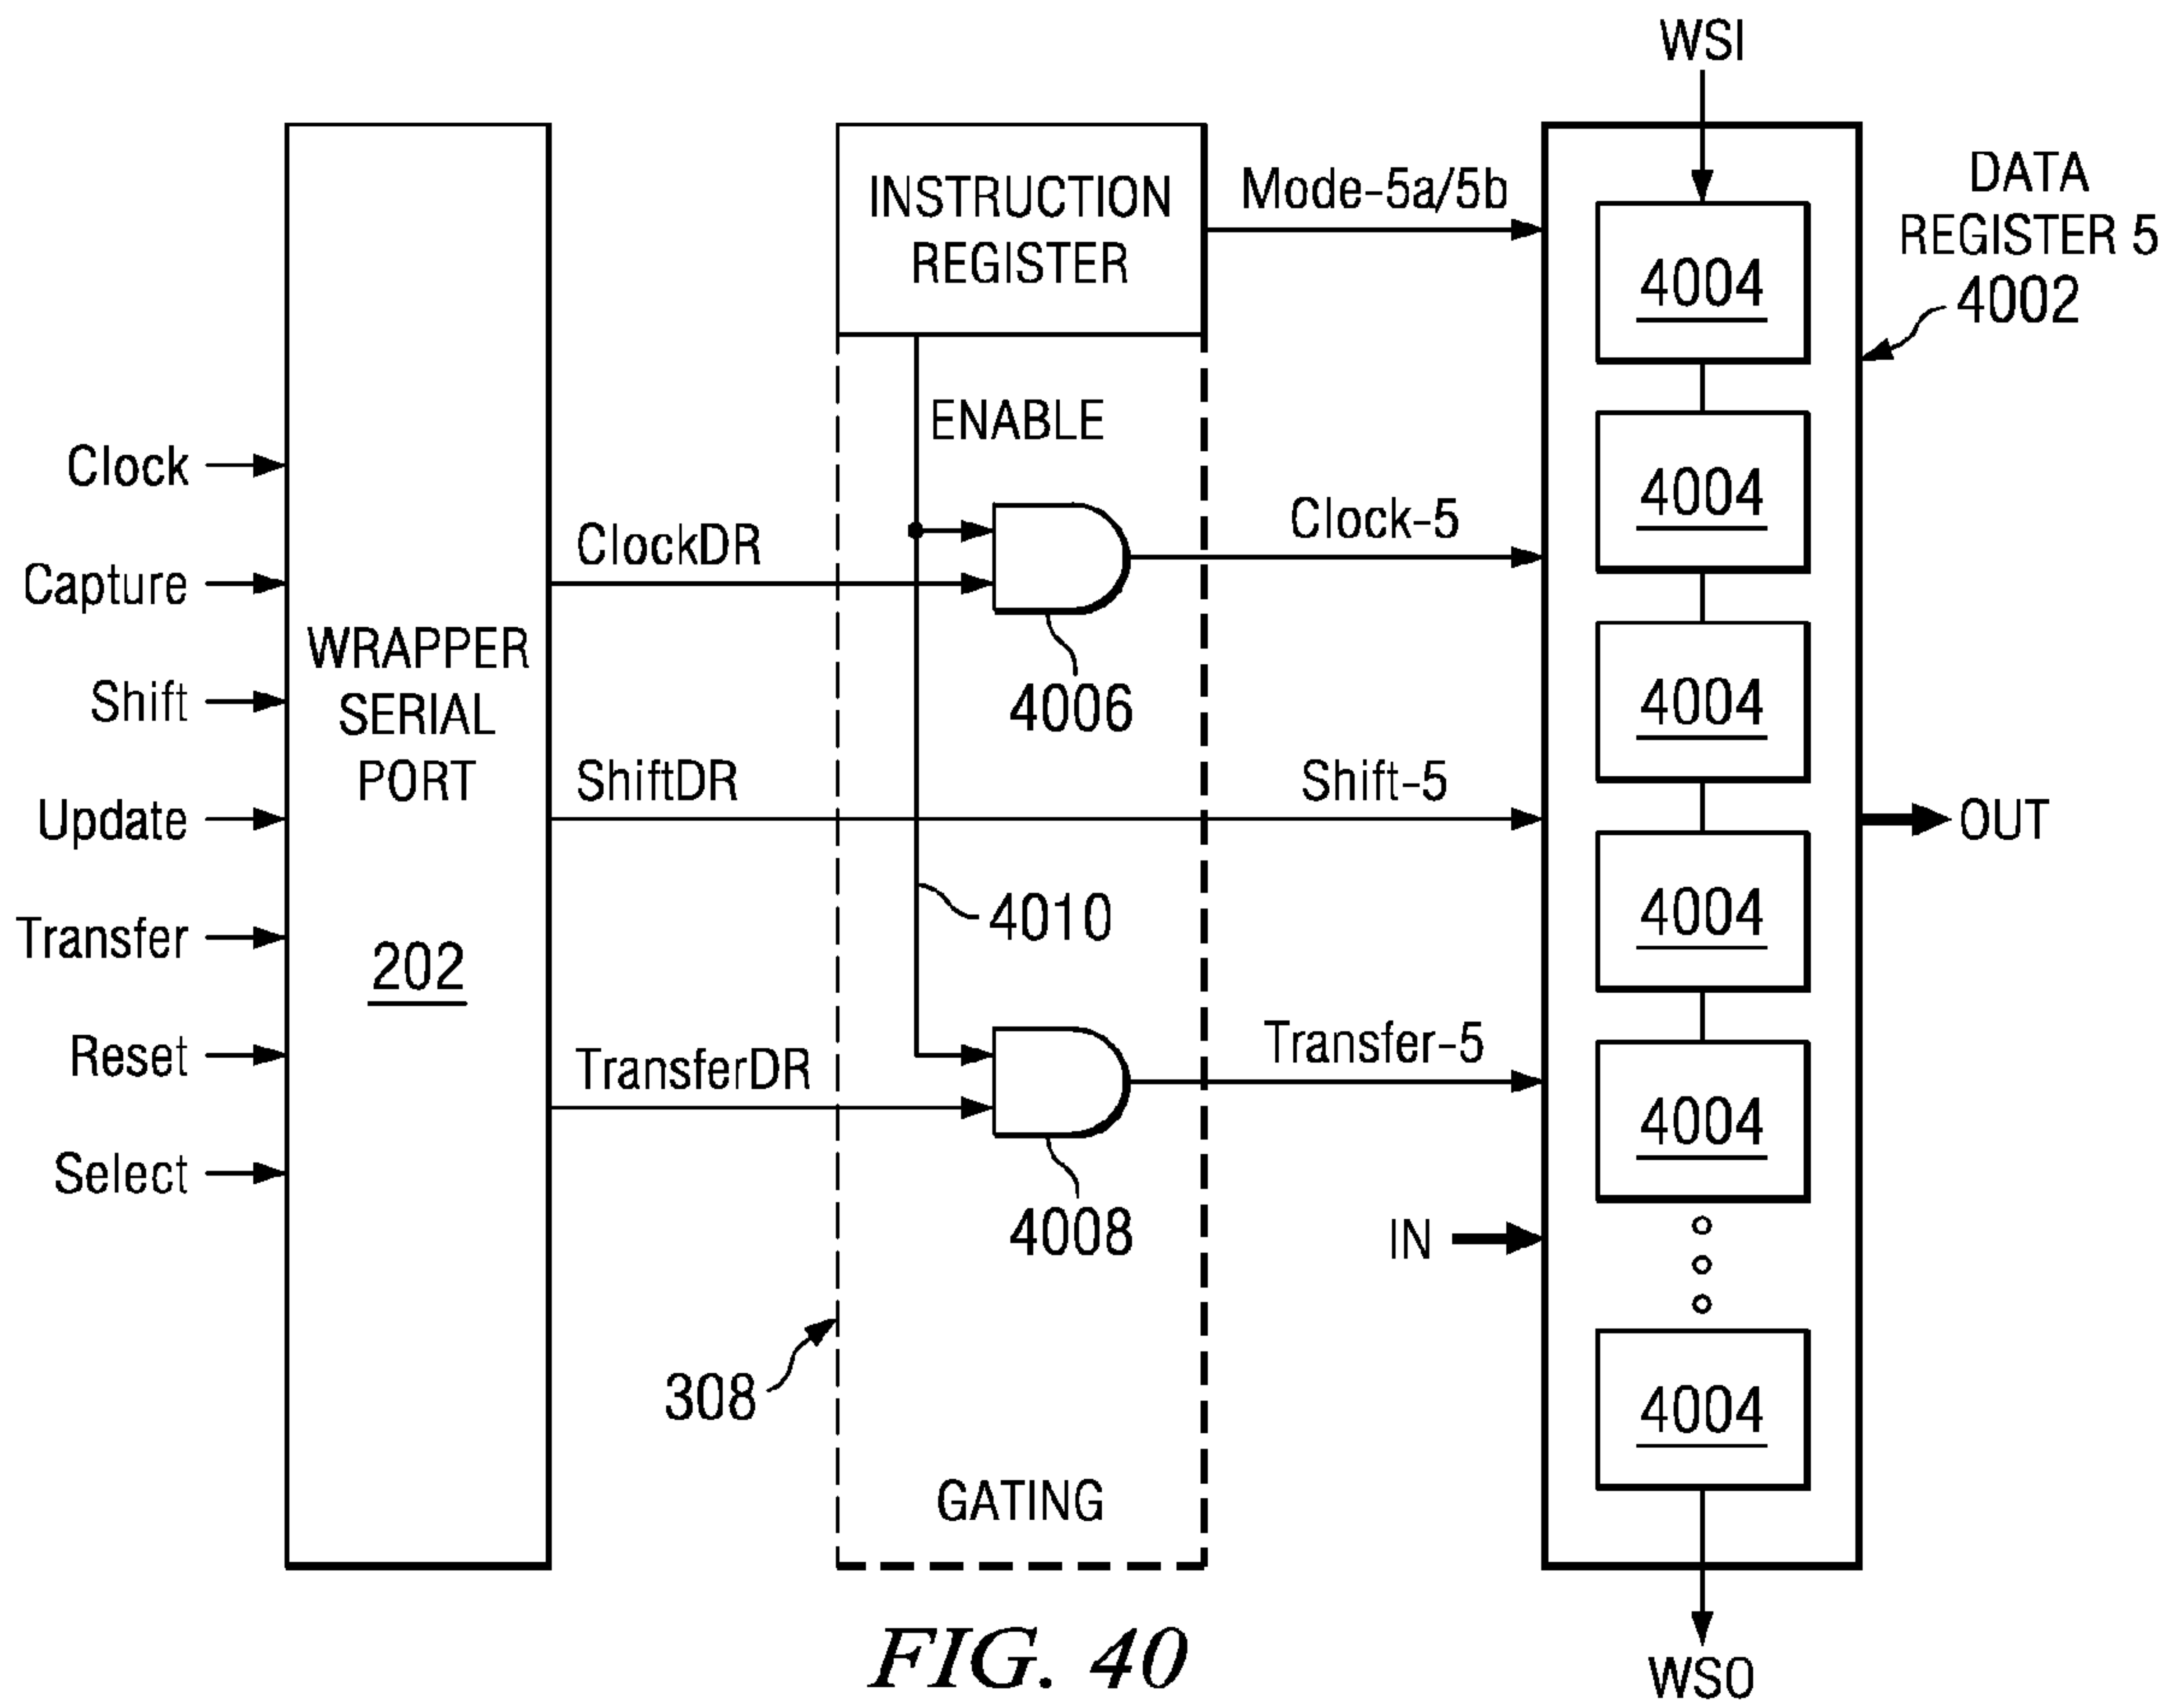 WSI
DATA
REGISTER 5
4002
INSTRUCTION
REGISTER
Mode-5a/5b
4004
ENABLE
Clock
ClockDR
Clock-5
4004
Capture
4006
WRAPPER
SERIAL
PORT
202
Shift
4004
ShiftDR
Shift-5
Update
OUT
4010
4004
Transfer
Reset
TransferDR
Transfer-5
4004
Select
4008
IN
308
4004
GATING
WSO
FIG. 40